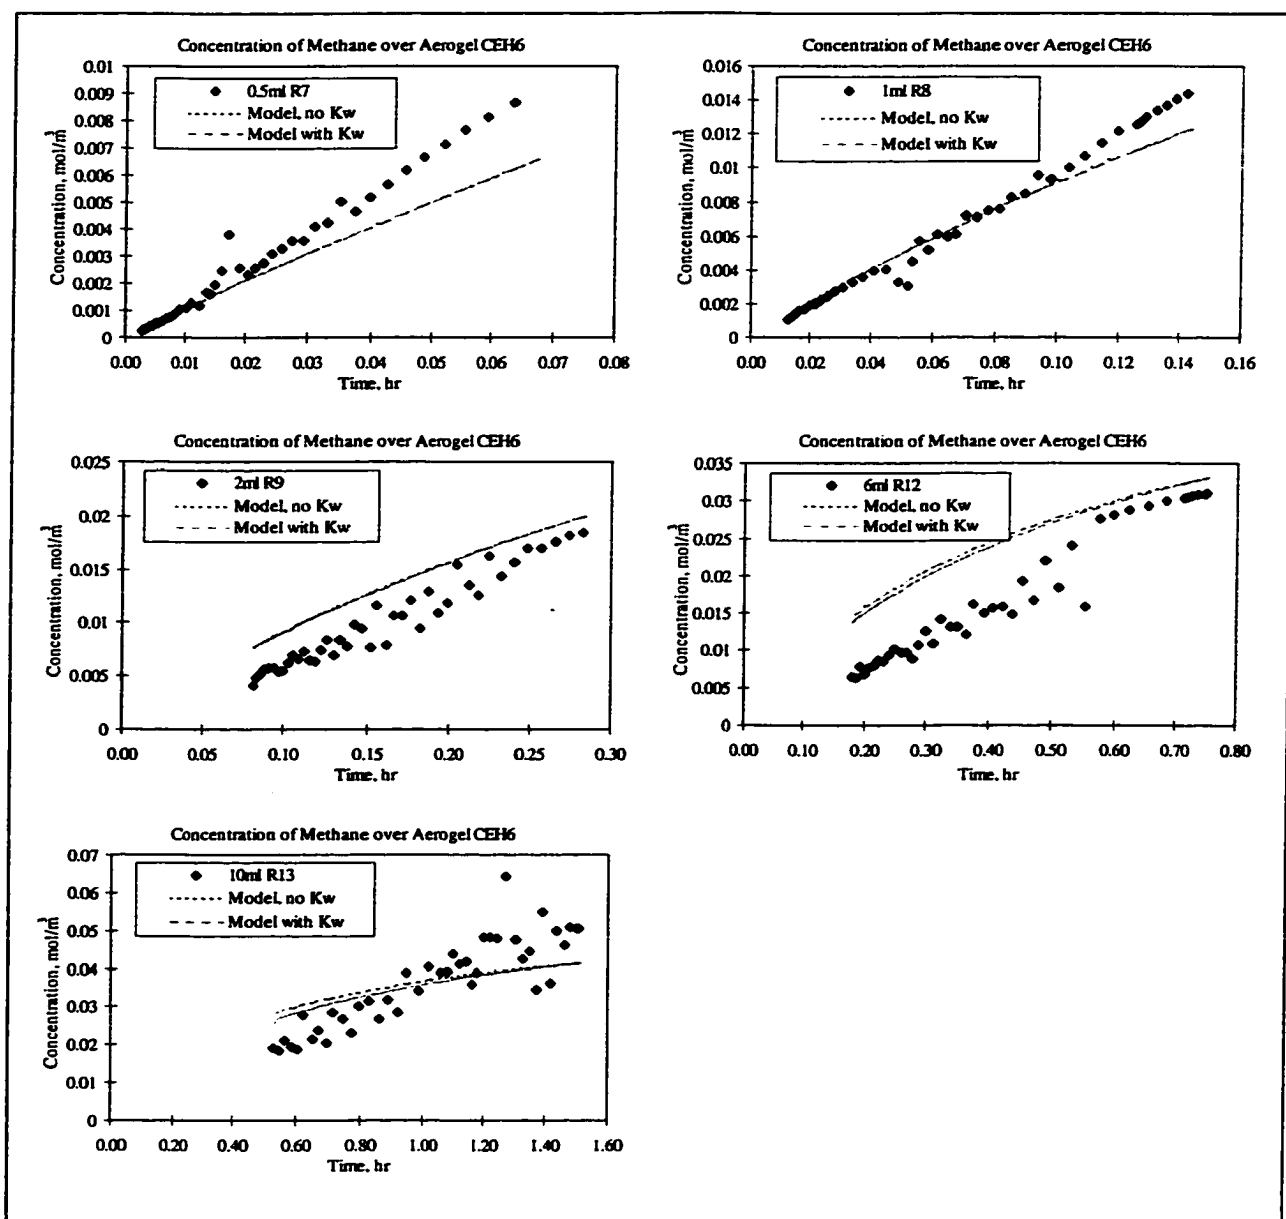 Concentration of Methane over Aerogel CEH6
0.01
0.009
0.008
0.007
0.006
0.005
0.004
0.003
0.002
0.001
0
Concentration, mol/m³
0.5ml R7
Model, no Kw
Model with Kw
0.00 0.01 0.02 0.03 0.04 0.05 0.06 0.07 0.08
Time, hr
Concentration of Methane over Aerogel CEH6
0.016
0.014
0.012
0.010
0.008
0.006
0.004
0.002
0
Concentration, mol/m³
1ml R8
Model, no Kw
Model with Kw
0.00 0.02 0.04 0.06 0.08 0.10 0.12 0.14 0.16
Time, hr
Concentration of Methane over Aerogel CEH6
0.025
0.02
0.015
0.01
0.005
0
Concentration, mol/m³
2ml R9
Model, no Kw
Model with Kw
0.00 0.05 0.10 0.15 0.20 0.25 0.30
Time, hr
Concentration of Methane over Aerogel CEH6
0.035
0.03
0.025
0.02
0.015
0.01
0.005
0
Concentration, mol/m³
6ml R12
Model, no Kw
Model with Kw
0.00 0.10 0.20 0.30 0.40 0.50 0.60 0.70 0.80
Time, hr
Concentration of Methane over Aerogel CEH6
0.07
0.06
0.05
0.04
0.03
0.02
0.01
0
Concentration, mol/m³
10ml R13
Model, no Kw
Model with Kw
0.00 0.20 0.40 0.60 0.80 1.00 1.20 1.40 1.60
Time, hr